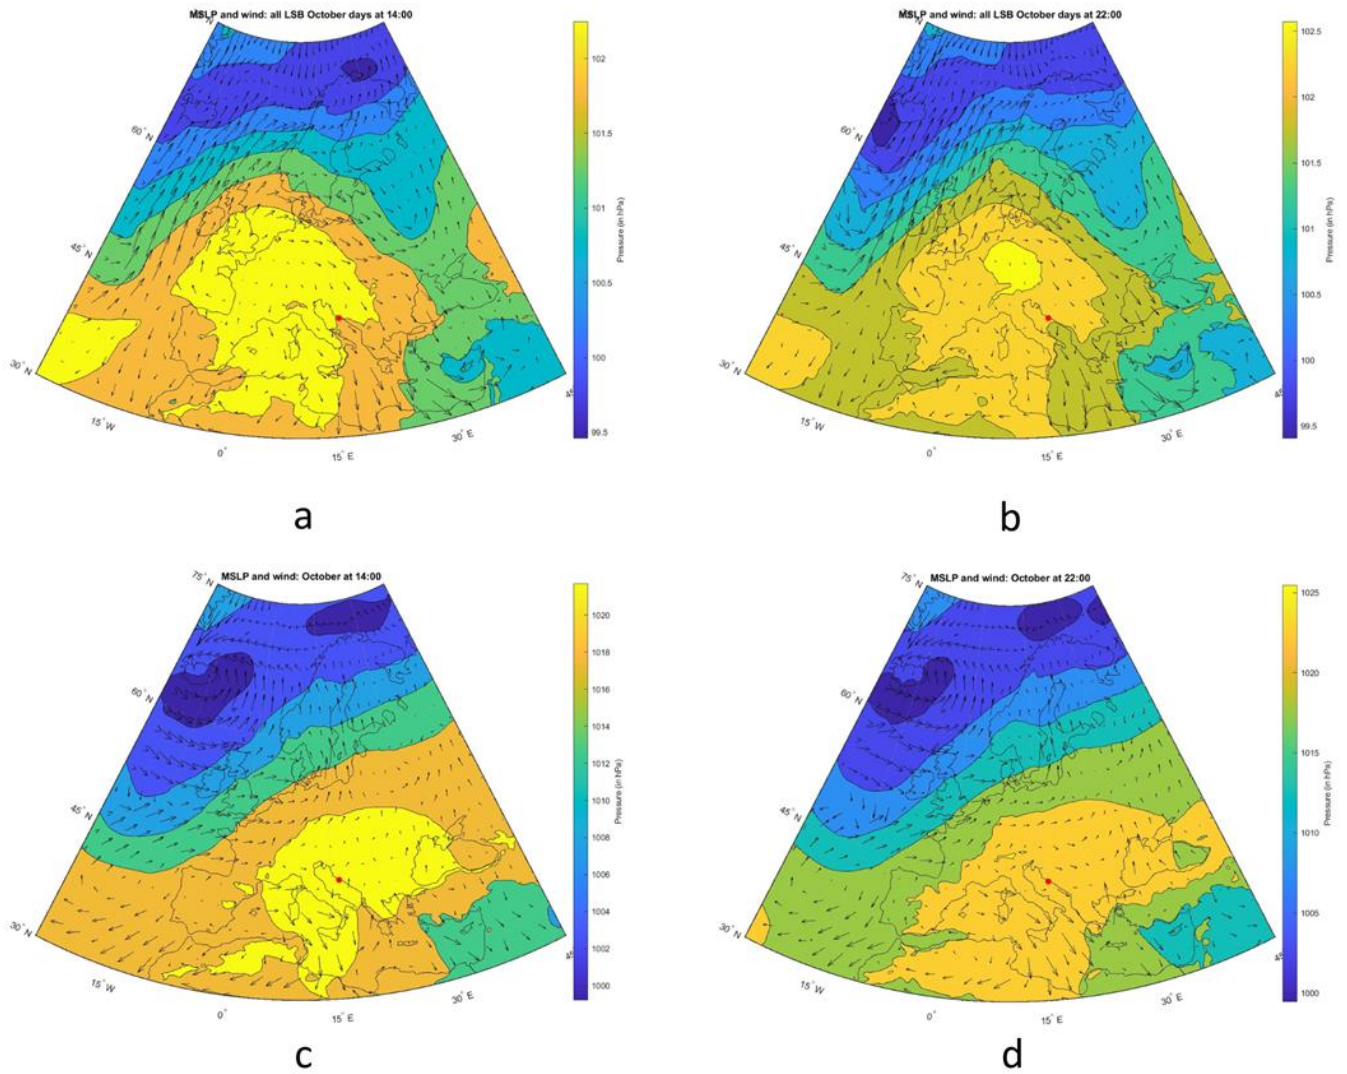 MSLP and wind: all LSB October days at 14:00
60° N
45° N
30° N
15° W
0°
15° E
30° E
102
101.5
101
100.5
100
99.5
Pressure (in hPa)
a
MSLP and wind: all LSB October days at 22:00
60° N
45° N
30° N
15° W
0°
15° E
30° E
102.5
102
101.5
101
100.5
100
99.5
Pressure (in hPa)
b
MSLP and wind: October at 14:00
75° N
60° N
45° N
30° N
15° W
0°
15° E
30° E
1020
1018
1016
1014
1012
1010
1008
1006
1004
1002
1000
Pressure (in hPa)
c
MSLP and wind: October at 22:00
75° N
60° N
45° N
30° N
15° W
0°
15° E
30° E
1025
1020
1015
1010
1005
1000
Pressure (in hPa)
d